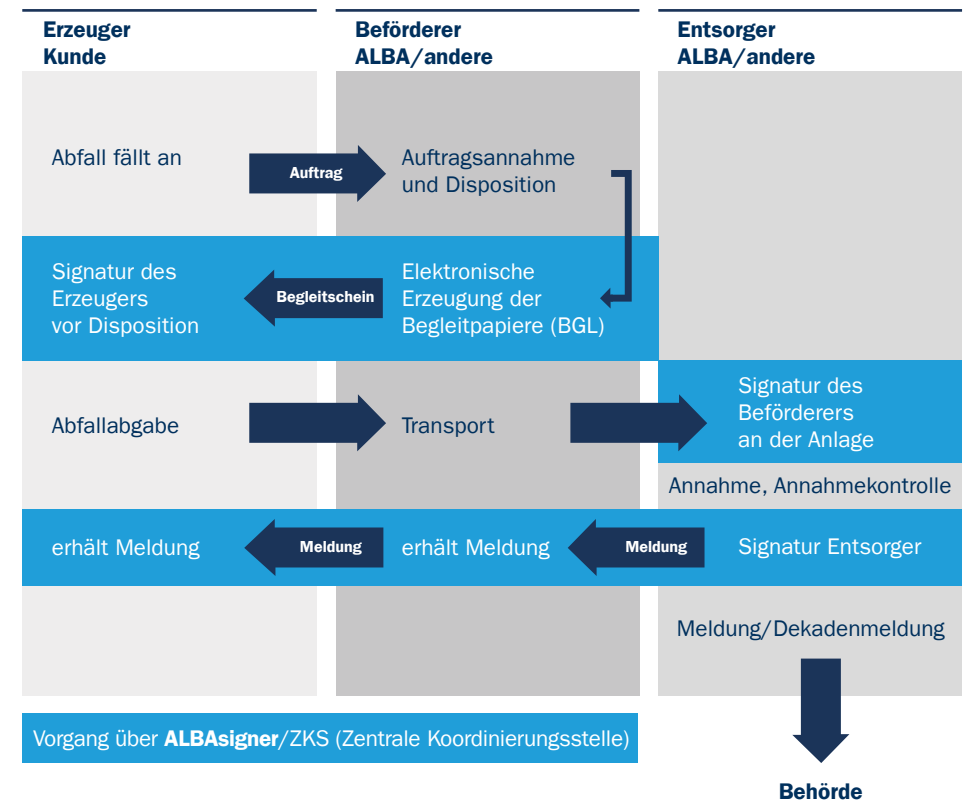 Erzeuger
Kunde
Beförderer
ALBA/andere
Entsorger
ALBA/andere
Abfall fällt an
Auftrag
Auftragsannahme
und Disposition
Signatur des
Erzeugers
vor Disposition
Begleitschein
Elektronische
Erzeugung der
Begleitpapiere (BGL)
Abfallabgabe
Transport
Signatur des
Beförderers
an der Anlage
Annahme, Annahmekontrolle
erhält Meldung
Meldung
erhält Meldung
Meldung
Signatur Entsorger
Meldung/Dekadenmeldung
Vorgang über ALBAsigner/ZKS (Zentrale Koordinierungsstelle)
Behörde